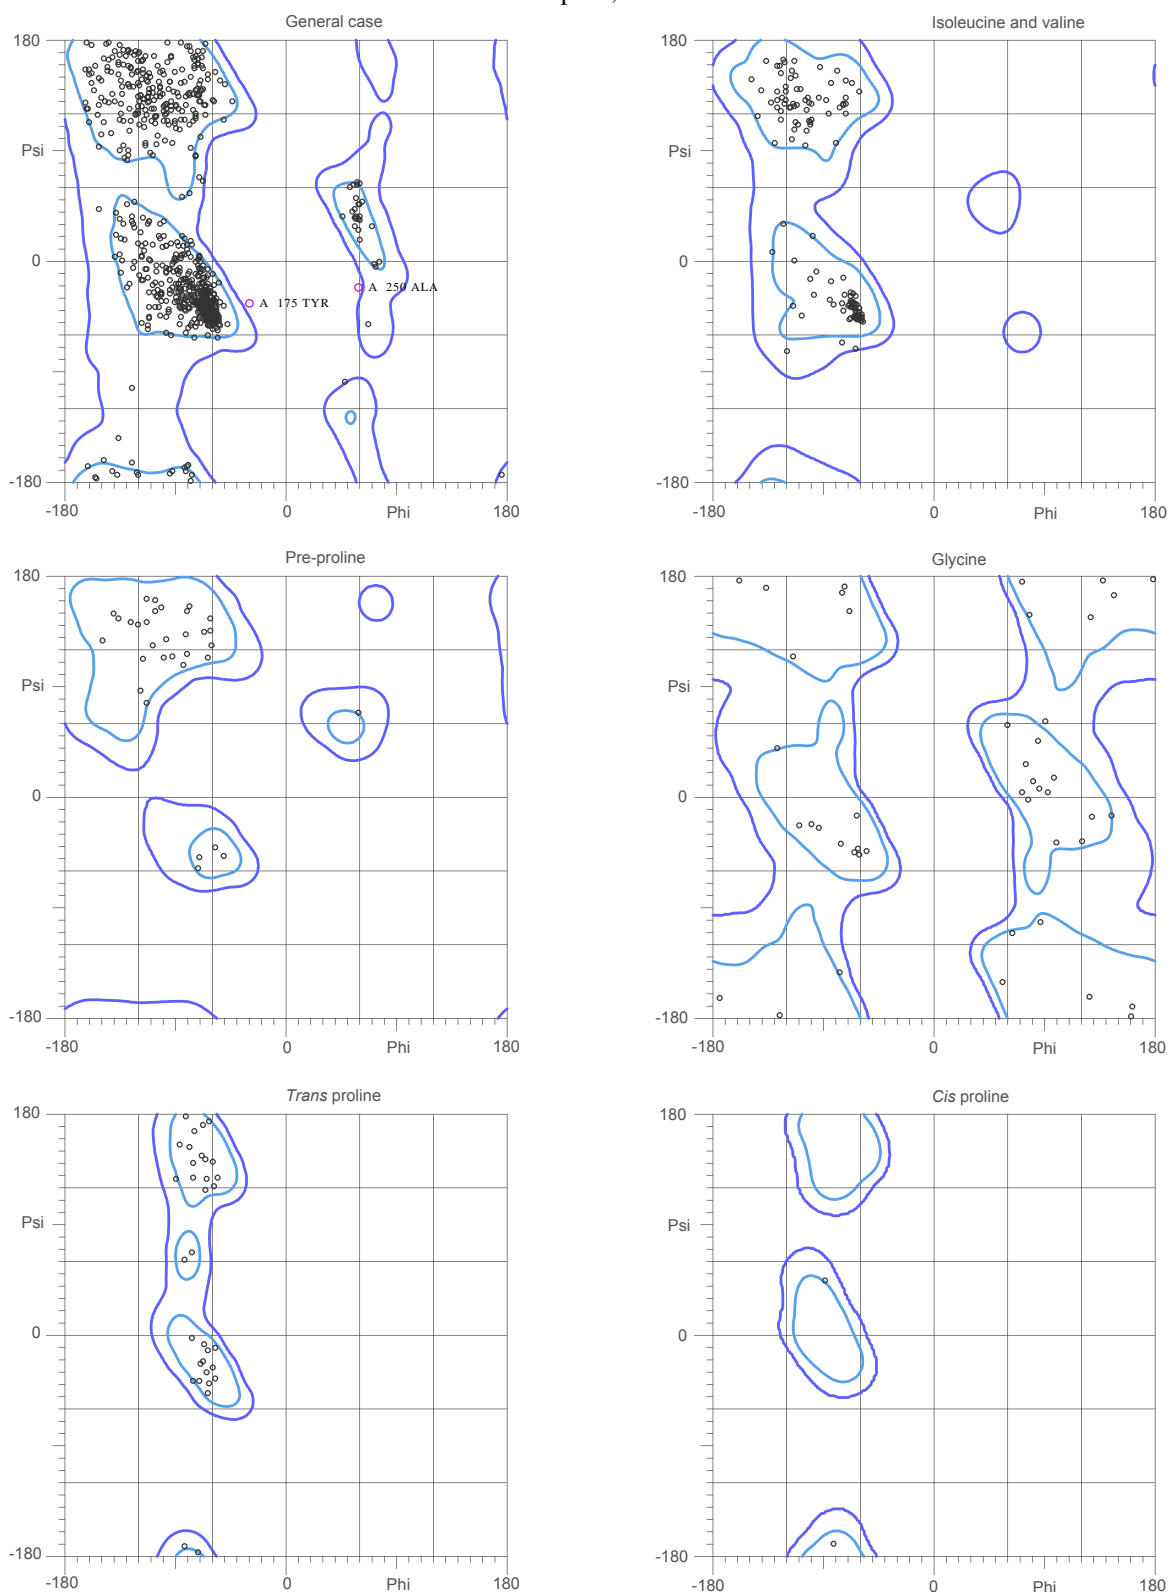 General case
Isoleucine and valine
180
Psi
0
-180
A 175 TYR
A 250 ALA
-180
0
Phi
180
180
Psi
0
-180
-180
0
Phi
180
Pre-proline
Glycine
180
Psi
0
-180
-180
0
Phi
180
180
Psi
0
-180
-180
0
Phi
180
Trans proline
Cis proline
180
Psi
0
-180
-180
0
Phi
180
180
Psi
0
-180
-180
0
Phi
180